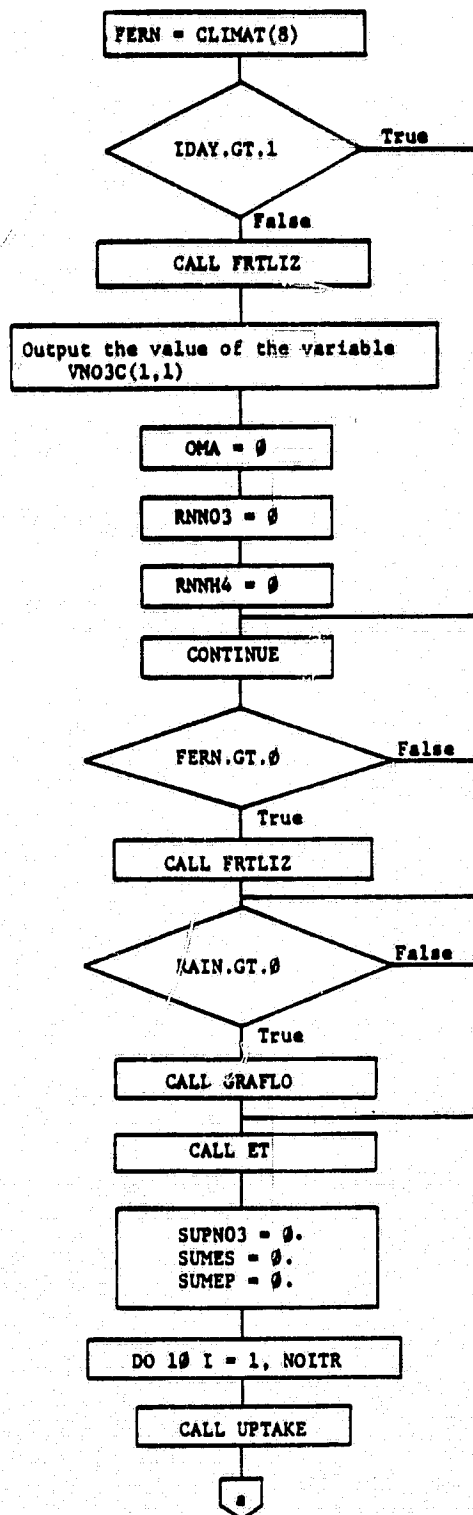 FERN = CLIMAT(8)
IDAY.GT.1
True
False
CALL FRTLIZ
Output the value of the variable
VNO3C(1,1)
OMA = Ø
RNNO3 = Ø
RNNH4 = Ø
CONTINUE
FERN.GT.Ø
False
True
CALL FRTLIZ
RAIN.GT.Ø
False
True
CALL GRAFLO
CALL ET
SUPNO3 = Ø.
SUMES = Ø.
SUMEP = Ø.
DO 1Ø I = 1, NOITR
CALL UPTAKE
a